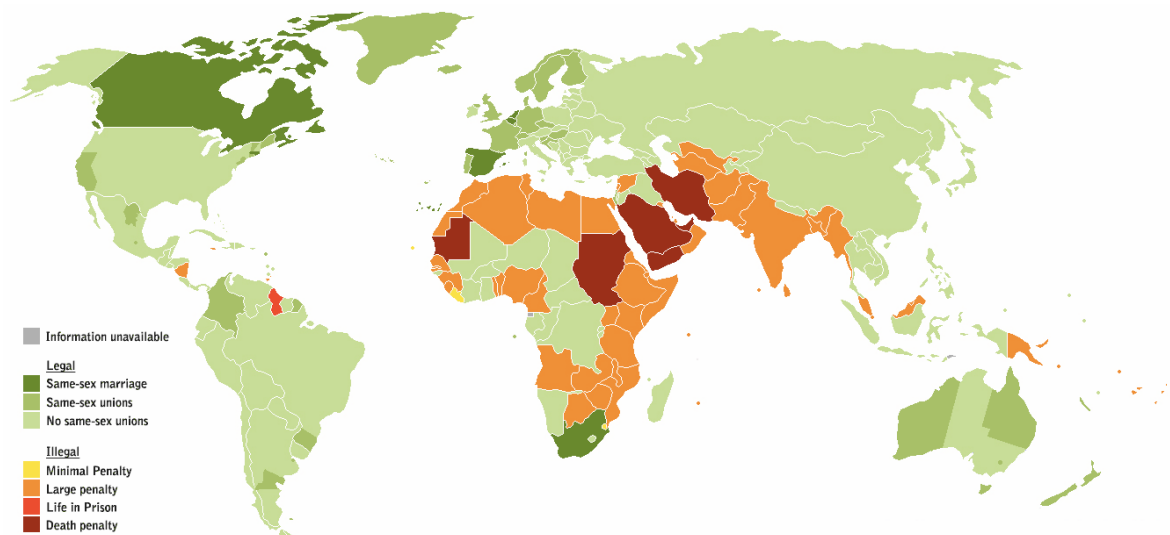 Information unavailable
Legal
Same-sex marriage
Same-sex unions
No same-sex unions
Illegal
Minimal Penalty
Large penalty
Life in Prison
Death penalty